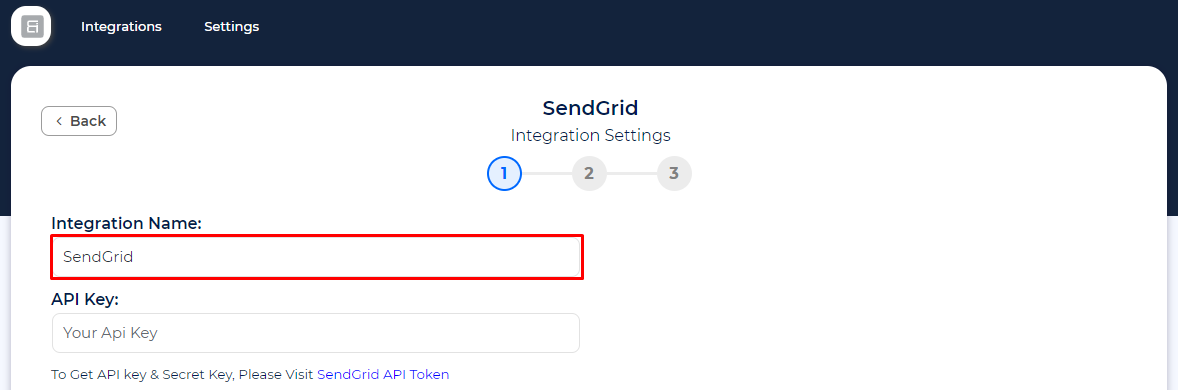 Integrations Settings
< Back
SendGrid
Integration Settings
1 2 3
Integration Name:
SendGrid
API Key:
Your Api Key
To Get API key & Secret Key, Please Visit SendGrid API Token